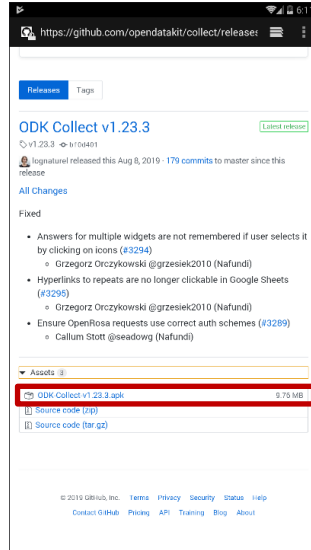 6:1
https://github.com/opendatakit/collect/releases
Releases
Tags
ODK Collect v1.23.3
Latest release
v1.23.3
b10d401
lognaturel released this Aug 8, 2019 · 179 commits to master since this
release
All Changes
Fixed
Answers for multiple widgets are not remembered if user selects it
by clicking on icons (#3294)
Grzegorz Orczykowski @grzesiek2010 (Nafundi)
Hyperlinks to repeats are no longer clickable in Google Sheets
(#3295)
Grzegorz Orczykowski @grzesiek2010 (Nafundi)
Ensure OpenRosa requests use correct auth schemes (#3289)
Callum Stott @seadowg (Nafundi)
Assets 3
ODK-Collect-v1.23.3.apk
9.76 MB
Source code (zip)
Source code (tar.gz)
© 2019 GitHub, Inc. Terms Privacy Security Status Help
Contact GitHub Pricing API Training Blog About